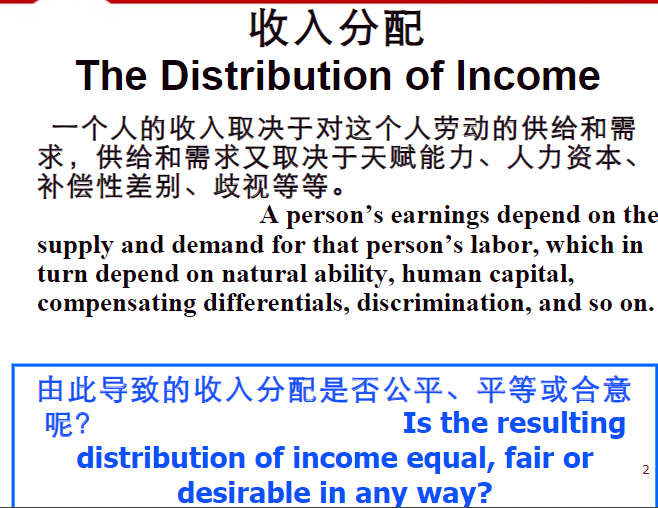 收入分配
The Distribution of Income
一个人的收入取决于对这个人劳动的供给和需
求，供给和需求又取决于天赋能力、人力资本、
补偿性差别、歧视等等。
A person’s earnings depend on the
supply and demand for that person’s labor, which in
turn depend on natural ability, human capital,
compensating differentials, discrimination, and so on.
由此导致的收入分配是否公平、平等或合意
呢？ Is the resulting
distribution of income equal, fair or
desirable in any way?
2